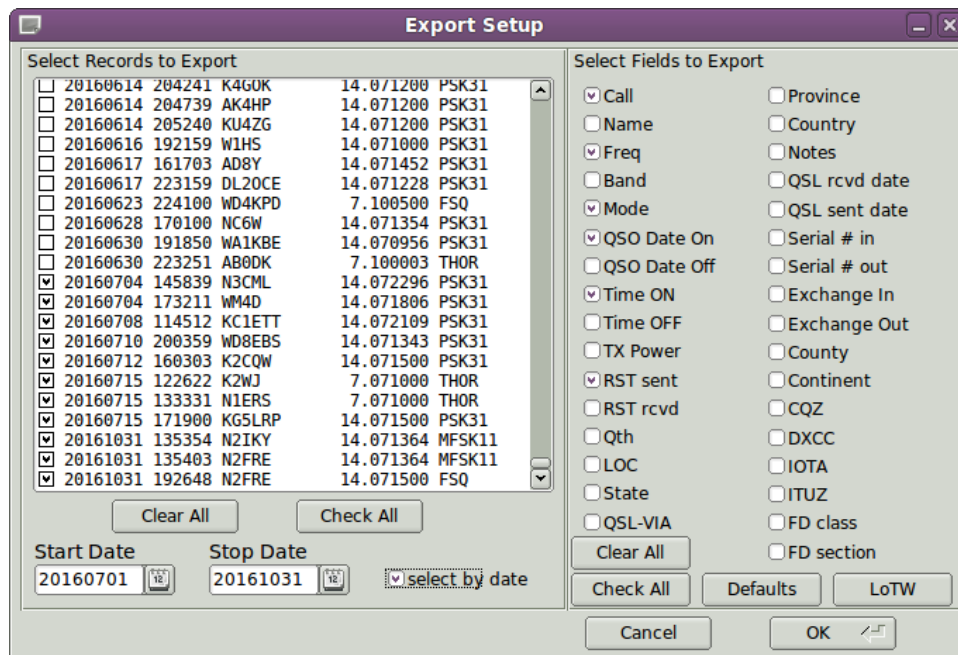 Export Setup
Select Records to Export
20160614 204241 K4GOK 14.071200 PSK31
20160614 204739 AK4HP 14.071200 PSK31
20160614 205240 KU4ZG 14.071200 PSK31
20160616 192159 W1HS 14.071000 PSK31
20160617 161703 AD8Y 14.071452 PSK31
20160617 223159 DL2OCE 14.071228 PSK31
20160623 224100 WD4KPD 7.100500 FSQ
20160628 170100 NC6W 14.071354 PSK31
20160630 191850 WA1KBE 14.070956 PSK31
20160630 223251 AB0DK 7.100003 THOR
20160704 145839 N3CML 14.072296 PSK31
20160704 173211 WM4D 14.071806 PSK31
20160708 114512 KC1ETT 14.072109 PSK31
20160710 200359 WD8EBS 14.071343 PSK31
20160712 160303 K2CQW 14.071500 PSK31
20160715 122622 K2WJ 7.071000 THOR
20160715 133331 N1ERS 7.071000 THOR
20160715 171900 KG5LRP 14.071500 PSK31
20161031 135354 N2IKY 14.071364 MFSK11
20161031 135403 N2FRE 14.071364 MFSK11
20161031 192648 N2FRE 14.071500 FSQ
Clear All Check All
Start Date Stop Date
20160701 12 20161031 12 select by date
Select Fields to Export
Call Province
Name Country
Freq Notes
Band QSL rcvd date
Mode QSL sent date
QSO Date On Serial # in
QSO Date Off Serial # out
Time ON Exchange In
Time OFF Exchange Out
TX Power County
RST sent Continent
RST rcvd CQZ
Qth DXCC
LOC IOTA
State ITUZ
QSL-VIA FD class
Clear All FD section
Check All Defaults LoTW
Cancel OK